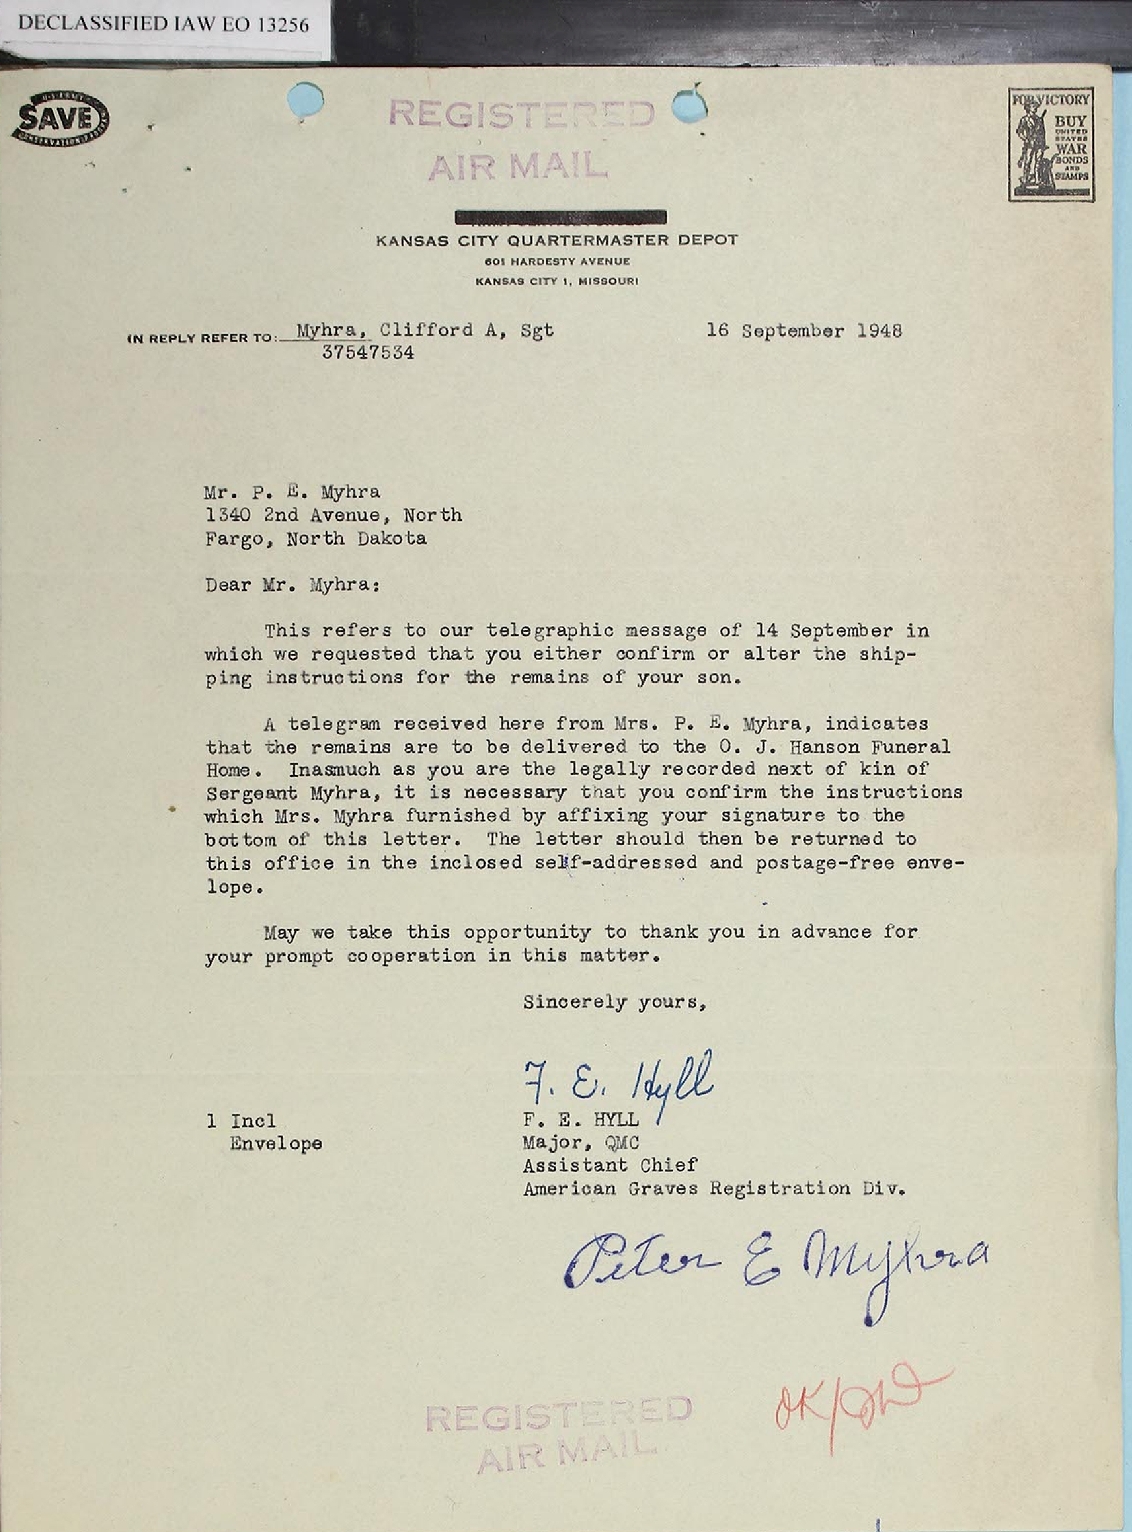 DECLASSIFIED IAW EO 13256
SAVE
REGISTERED
AIR MAIL
FOR VICTORY
BUY
UNITED
STATES
WAR
BONDS
AND
STAMPS
KANSAS CITY QUARTERMASTER DEPOT
601 HARDESTY AVENUE
KANSAS CITY 1, MISSOURI
IN REPLY REFER TO: Myhra, Clifford A, Sgt
37547534
16 September 1948
Mr. P. E. Myhra
1340 2nd Avenue, North
Fargo, North Dakota
Dear Mr. Myhra:
This refers to our telegraphic message of 14 September in
which we requested that you either confirm or alter the ship-
ping instructions for the remains of your son.
A telegram received here from Mrs. P. E. Myhra, indicates
that the remains are to be delivered to the O. J. Hanson Funeral
Home. Inasmuch as you are the legally recorded next of kin of
Sergeant Myhra, it is necessary that you confirm the instructions
which Mrs. Myhra furnished by affixing your signature to the
bottom of this letter. The letter should then be returned to
this office in the inclosed self-addressed and postage-free enve-
lope.
May we take this opportunity to thank you in advance for
your prompt cooperation in this matter.
Sincerely yours,
F. E. Hyll
1 Incl
Envelope
F. E. HYLL
Major, QMC
Assistant Chief
American Graves Registration Div.
Peter E Myhra
OK/
REGISTERED
AIR MAIL